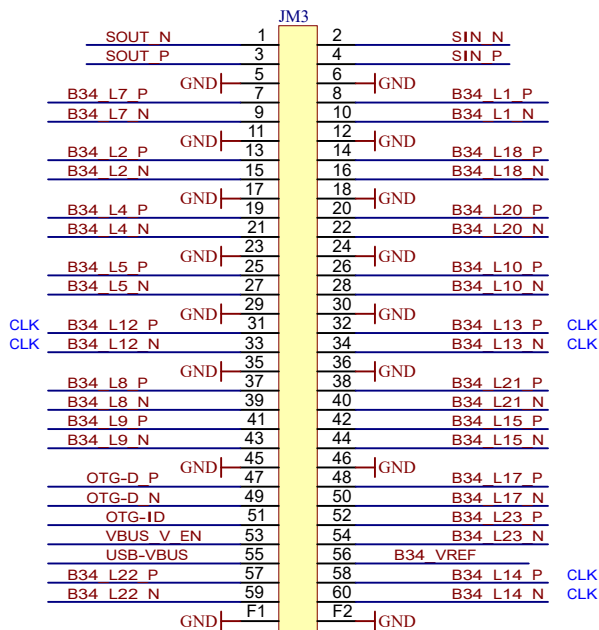 JM3
SOUT_N 1 2 SIN_N
SOUT_P 3 4 SIN_P
GND 5 6 GND
B34_L7_P 7 8 B34_L1_P
B34_L7_N 9 10 B34_L1_N
GND 11 12 GND
B34_L2_P 13 14 B34_L18_P
B34_L2_N 15 16 B34_L18_N
GND 17 18 GND
B34_L4_P 19 20 B34_L20_P
B34_L4_N 21 22 B34_L20_N
GND 23 24 GND
B34_L5_P 25 26 B34_L10_P
B34_L5_N 27 28 B34_L10_N
GND 29 30 GND
CLK B34_L12_P 31 32 B34_L13_P CLK
CLK B34_L12_N 33 34 B34_L13_N CLK
GND 35 36 GND
B34_L8_P 37 38 B34_L21_P
B34_L8_N 39 40 B34_L21_N
B34_L9_P 41 42 B34_L15_P
B34_L9_N 43 44 B34_L15_N
GND 45 46 GND
OTG-D_P 47 48 B34_L17_P
OTG-D_N 49 50 B34_L17_N
OTG-ID 51 52 B34_L23_P
VBUS_V_EN 53 54 B34_L23_N
USB-VBUS 55 56 B34_VREF
B34_L22_P 57 58 B34_L14_P CLK
B34_L22_N 59 60 B34_L14_N CLK
GND F1 F2 GND